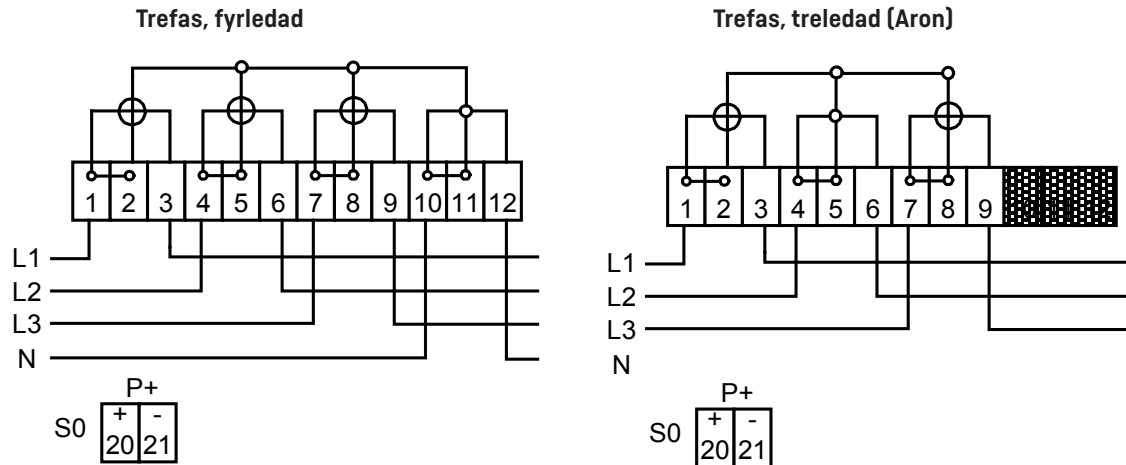 Trefas, fyrledad
1 2 3 4 5 6 7 8 9 10 11 12
L1
L2
L3
N
P+
S0
+ -
20 21
Trefas, treledad (Aron)
1 2 3 4 5 6 7 8 9
L1
L2
L3
N
P+
S0
+ -
20 21